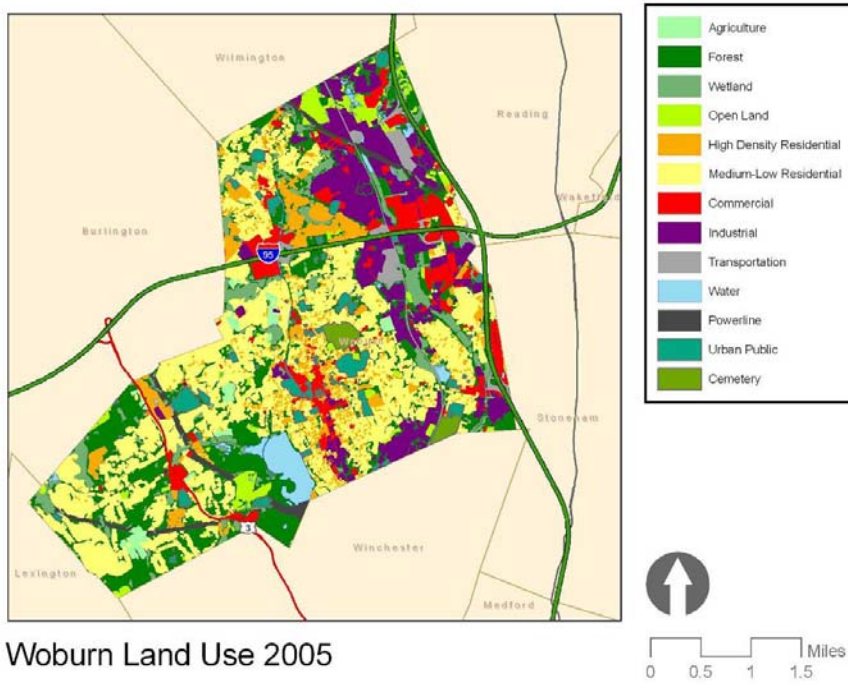 Wilmington
Reading
Wakefield
Burlington
95
Woburn
Stoneham
3
Winchester
Lexington
Medford
Agriculture
Forest
Wetland
Open Land
High Density Residential
Medium-Low Residential
Commercial
Industrial
Transportation
Water
Powerline
Urban Public
Cemetery
Woburn Land Use 2005
Miles
0 0.5 1 1.5